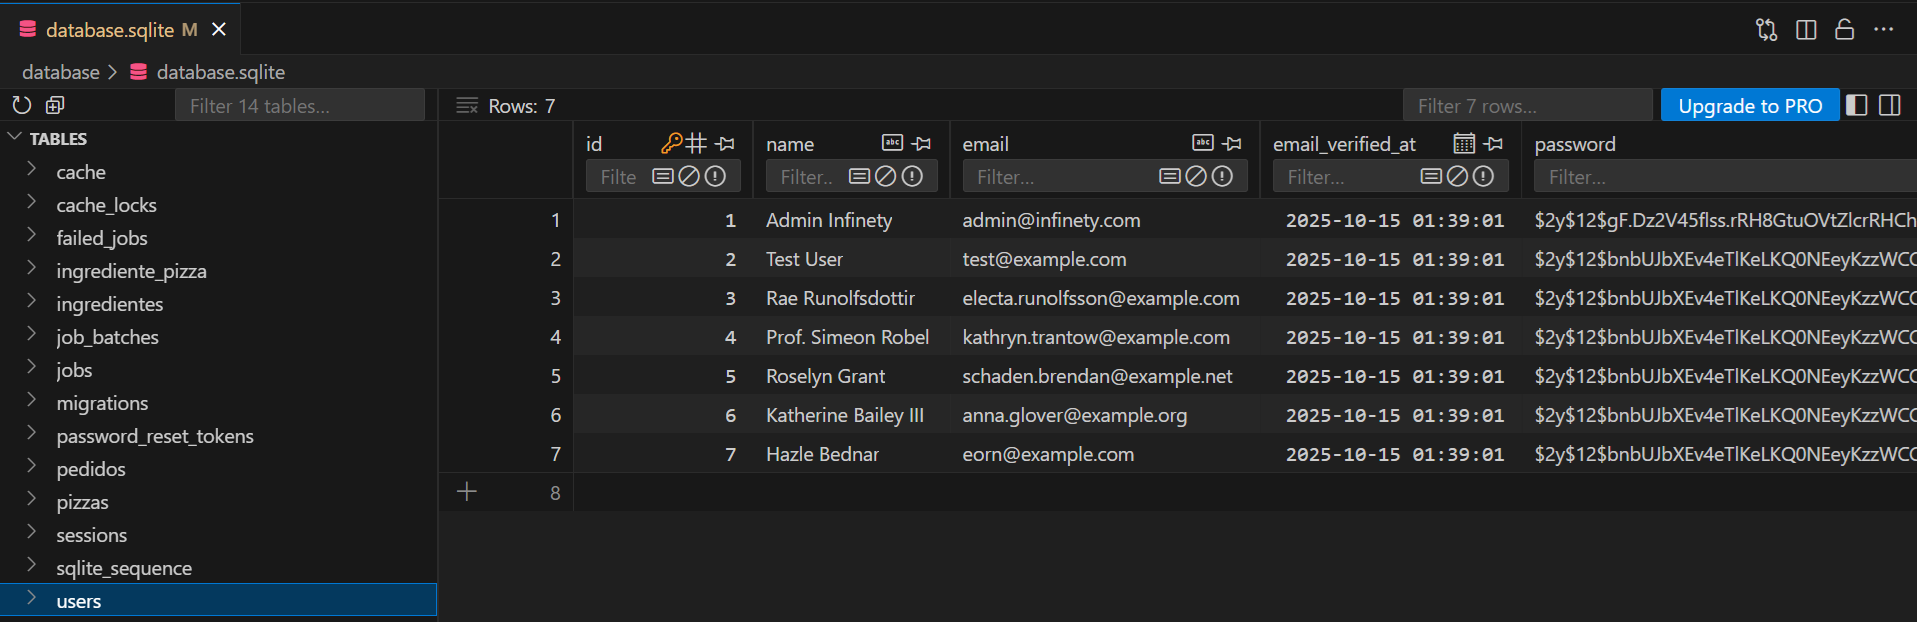 database.sqlite M
database > database.sqlite
Filter 14 tables...
Rows: 7
Filter 7 rows...
Upgrade to PRO
TABLES
cache
cache_locks
failed_jobs
ingrediente_pizza
ingredientes
job_batches
jobs
migrations
password_reset_tokens
pedidos
pizzas
sessions
sqlite_sequence
users
id name email email_verified_at password
Filte Filter.. Filter... Filter... Filter...
1 1 Admin Infinety admin@infinety.com 2025-10-15 01:39:01 $2y$12$gF.Dz2V45flss.rRH8GtuOVtZlcrRHCh
2 2 Test User test@example.com 2025-10-15 01:39:01 $2y$12$bnbUJbXEv4eTlKeLKQ0NEeyKzzWCC
3 3 Rae Runolfsdottir electa.runolfsson@example.com 2025-10-15 01:39:01 $2y$12$bnbUJbXEv4eTlKeLKQ0NEeyKzzWCC
4 4 Prof. Simeon Robel kathryn.trantow@example.com 2025-10-15 01:39:01 $2y$12$bnbUJbXEv4eTlKeLKQ0NEeyKzzWCC
5 5 Roselyn Grant schaden.brendan@example.net 2025-10-15 01:39:01 $2y$12$bnbUJbXEv4eTlKeLKQ0NEeyKzzWCC
6 6 Katherine Bailey III anna.glover@example.org 2025-10-15 01:39:01 $2y$12$bnbUJbXEv4eTlKeLKQ0NEeyKzzWCC
7 7 Hazle Bednar eorn@example.com 2025-10-15 01:39:01 $2y$12$bnbUJbXEv4eTlKeLKQ0NEeyKzzWCC
8